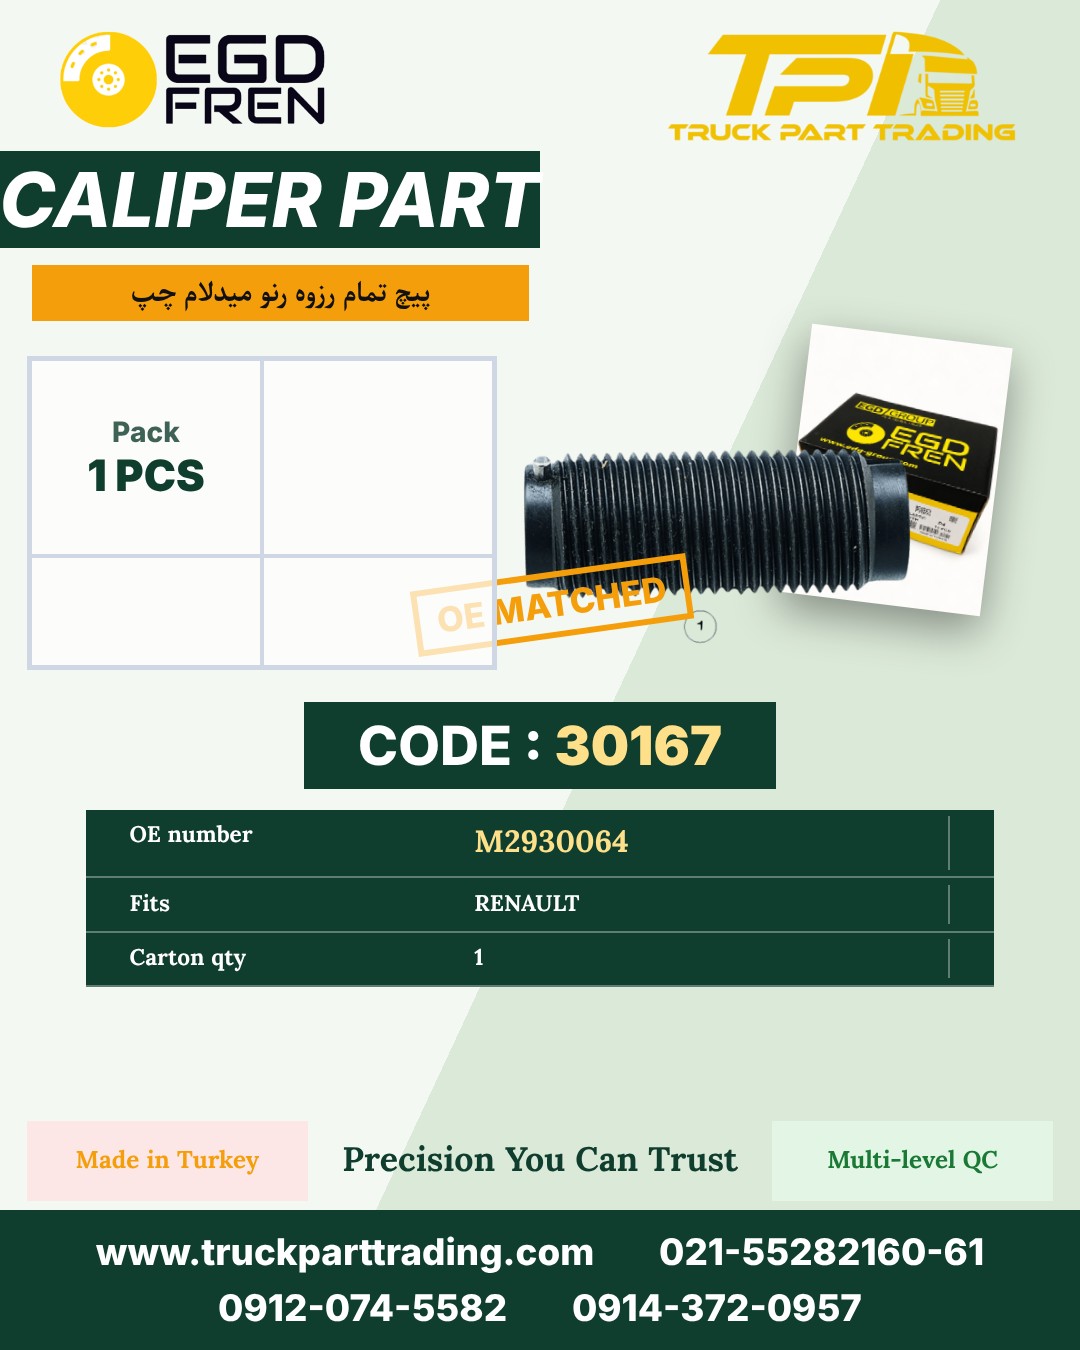 EGD
FREN
TPI
TRUCK PART TRADING
CALIPER PART
پیچ تمام رزوه رنو میدلام چپ
Pack
1 PCS
EGD GROUP
EGD
FREN
OE MATCHED
1
CODE : 30167
OE number M2930064
Fits RENAULT
Carton qty 1
Made in Turkey
Precision You Can Trust
Multi-level QC
www.truckparttrading.com 021-55282160-61
0912-074-5582 0914-372-0957